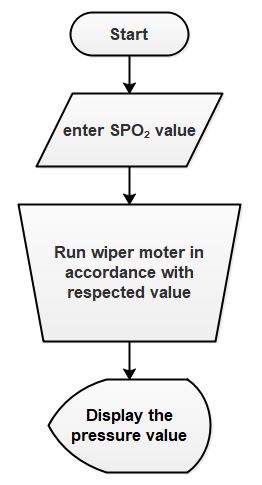 Start
enter SPO₂ value
Run wiper moter in
accordance with
respected value
Display the
pressure value